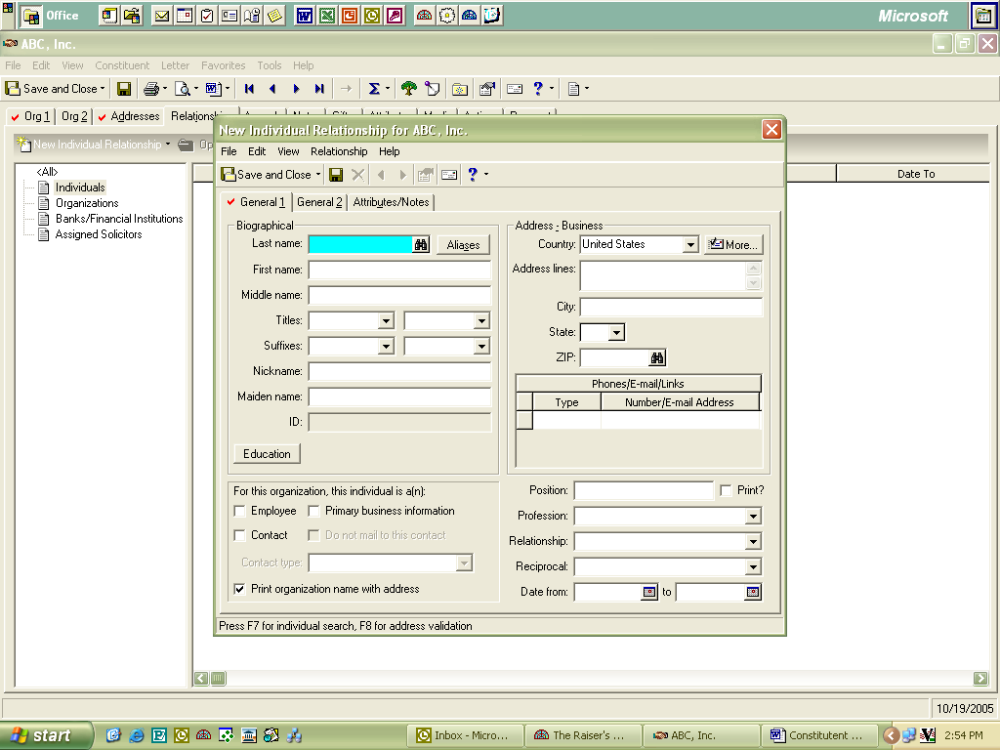 Office
Microsoft
ABC, Inc.
File Edit View Constituent Letter Favorites Tools Help
Save and Close
Org 1 Org 2 Addresses
New Individual Relationship
<All>
Individuals
Organizations
Banks/Financial Institutions
Assigned Solicitors
Date To
New Individual Relationship for ABC, Inc.
File Edit View Relationship Help
Save and Close
General 1 General 2 Attributes/Notes
Biographical
Last name: Aliases
First name:
Middle name:
Titles:
Suffixes:
Nickname:
Maiden name:
ID:
Education
Address - Business
Country: United States More...
Address lines:
City:
State:
ZIP:
Phones/E-mail/Links
Type Number/E-mail Address
For this organization, this individual is a(n):
Employee Primary business information
Contact Do not mail to this contact
Contact type:
Print organization name with address
Position: Print?
Profession:
Relationship:
Reciprocal:
Date from: to
Press F7 for individual search, F8 for address validation
10/19/2005
start Inbox - Micro... The Raiser's ... ABC, Inc. Constitutent ... 2:54 PM